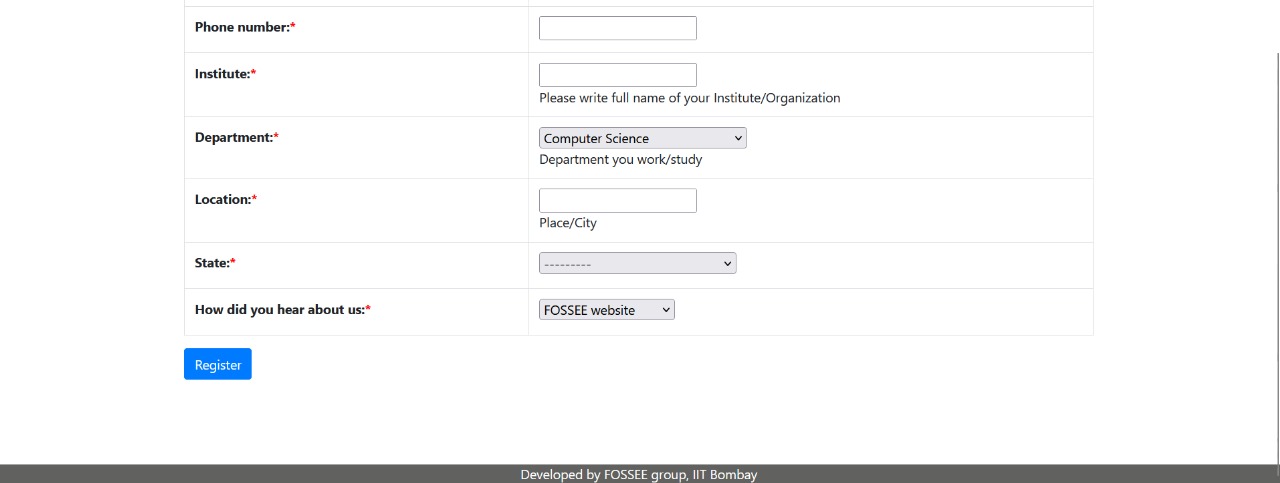 Phone number:*
Institute:*
Please write full name of your Institute/Organization
Department:*
Computer Science
Department you work/study
Location:*
Place/City
State:*
---------
How did you hear about us:*
FOSSEE website
Register
Developed by FOSSEE group, IIT Bombay